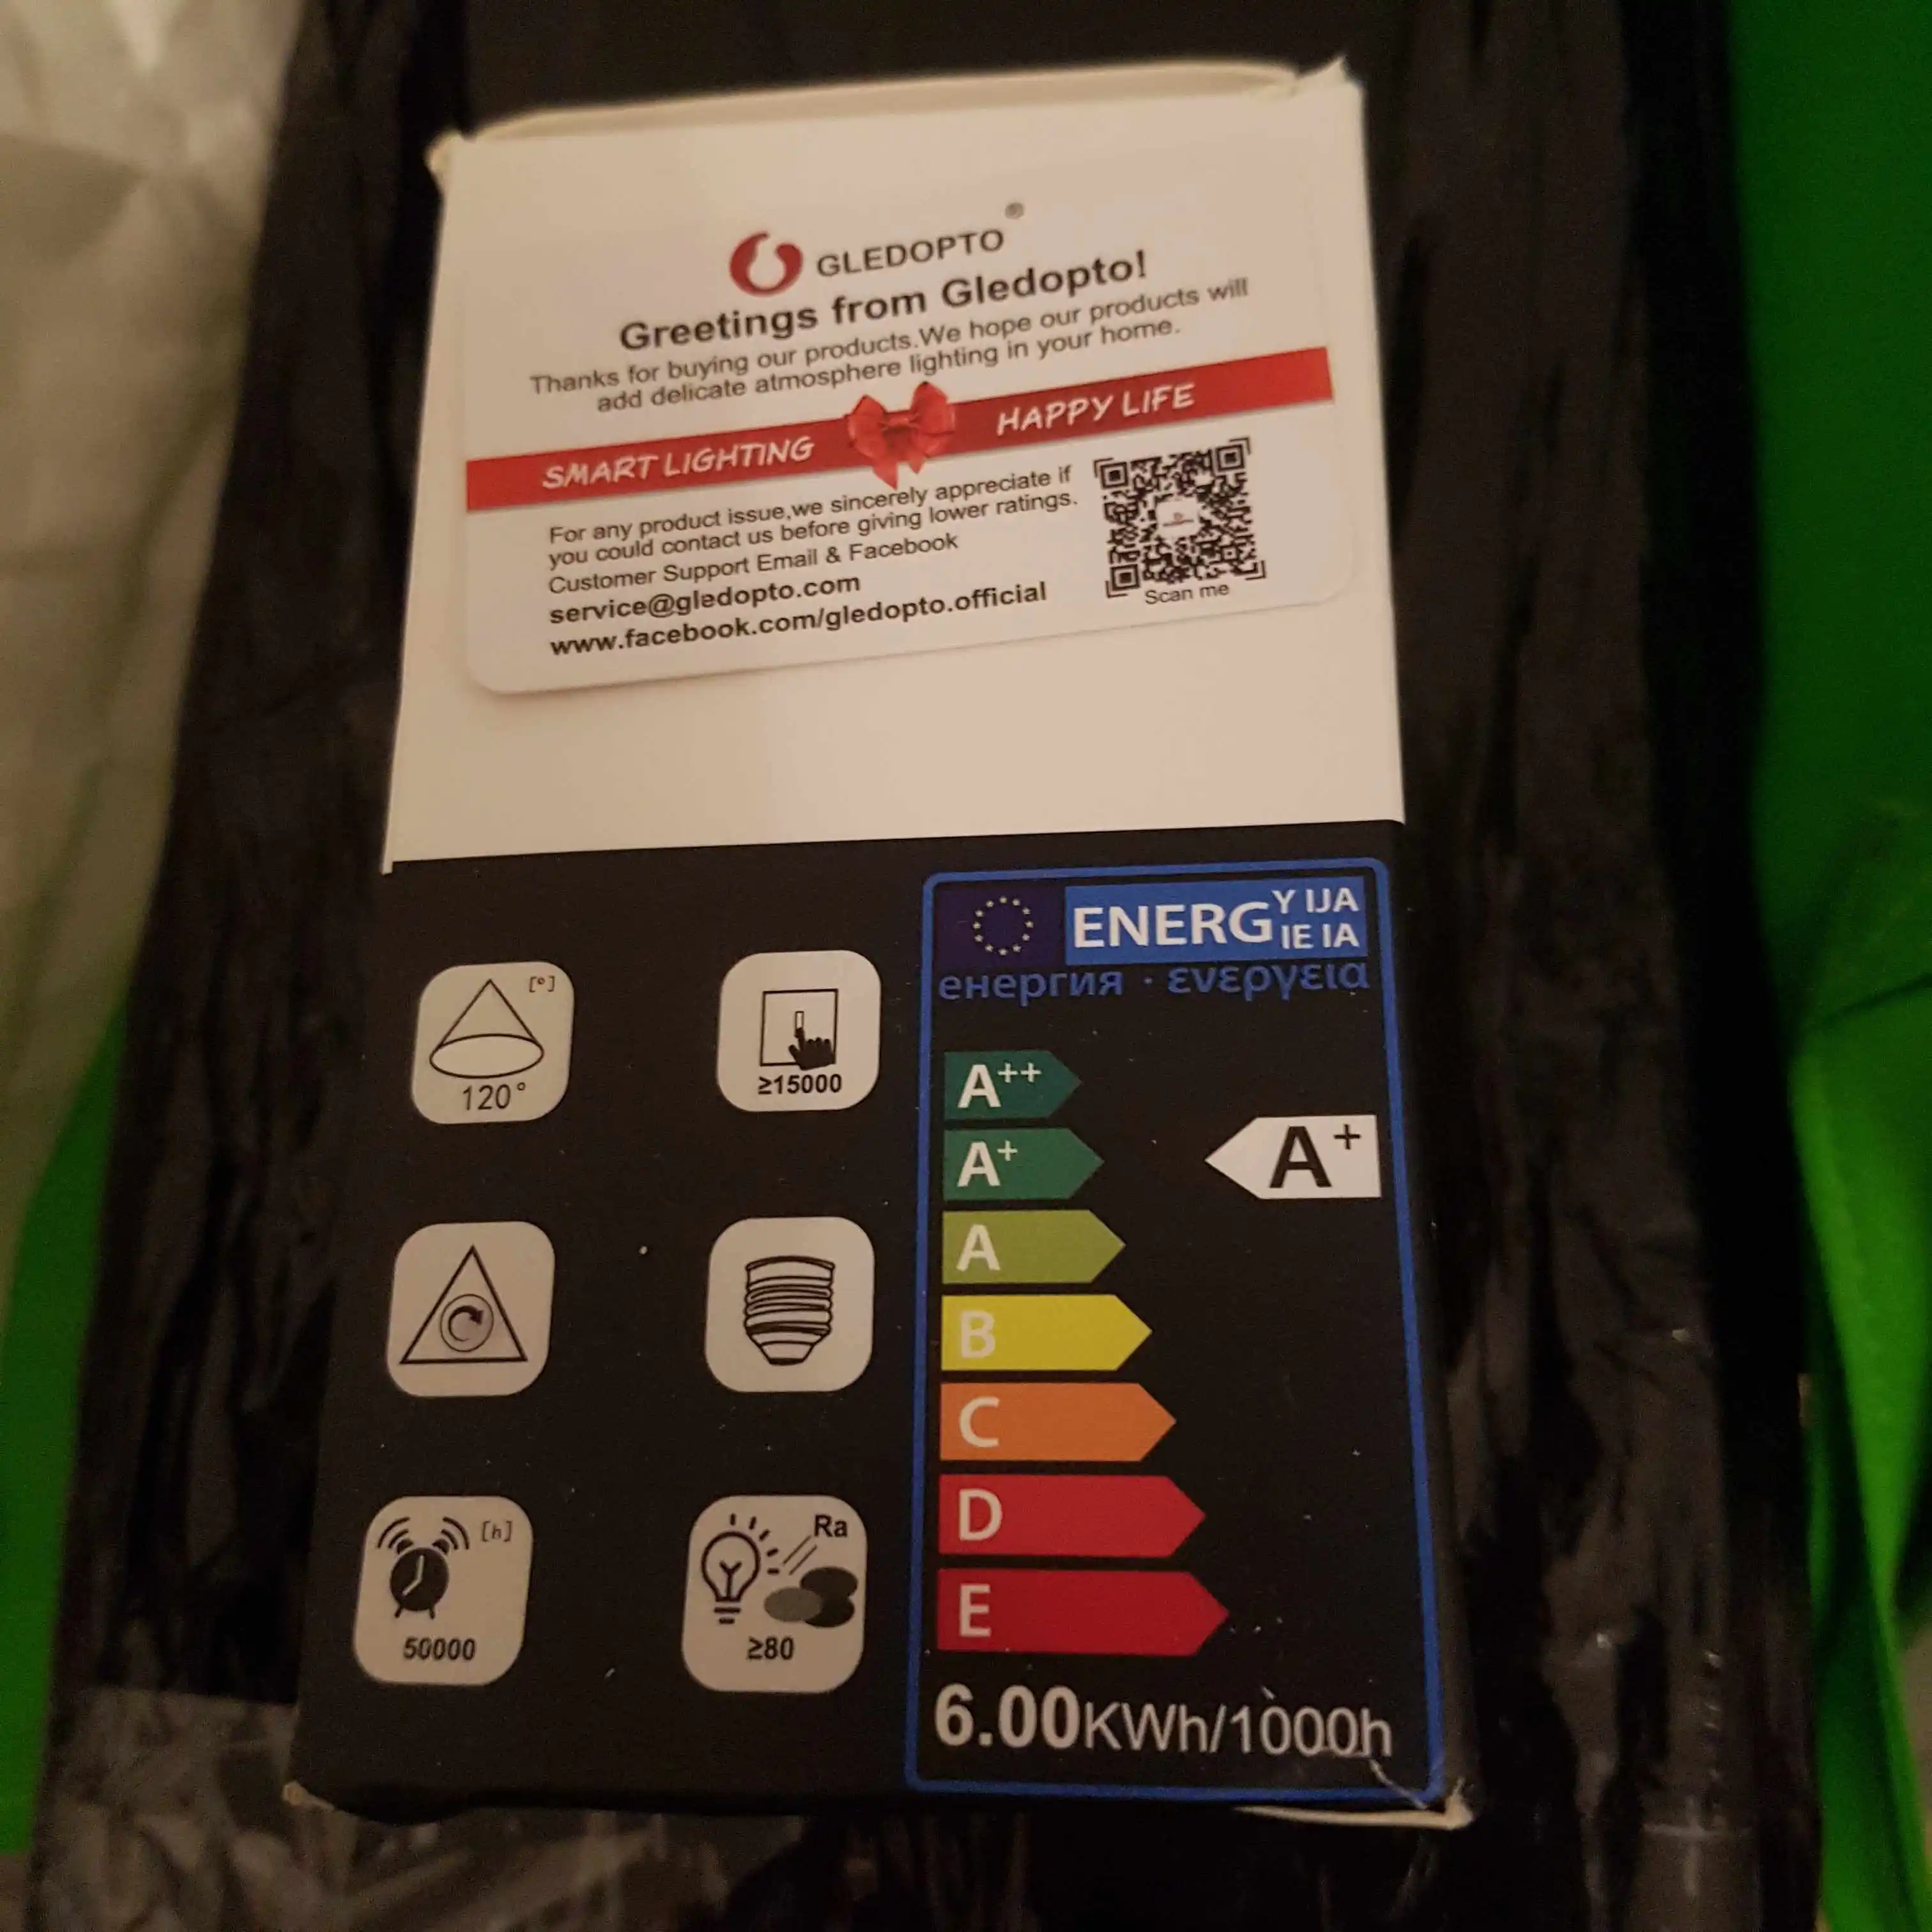 GLEDOPTO®
Greetings from Gledopto!
Thanks for buying our products.We hope our products will
add delicate atmosphere lighting in your home.
SMART LIGHTING HAPPY LIFE
For any product issue,we sincerely appreciate if
you could contact us before giving lower ratings.
Customer Support Email & Facebook
service@gledopto.com
www.facebook.com/gledopto.official
Scan me
[°]
120°
≥15000
[h]
50000
Ra
≥80
ENERG Y IJA
IE IA
енергия · ενεργεια
A++
A+
A+
A
B
C
D
E
6.00KWh/1000h